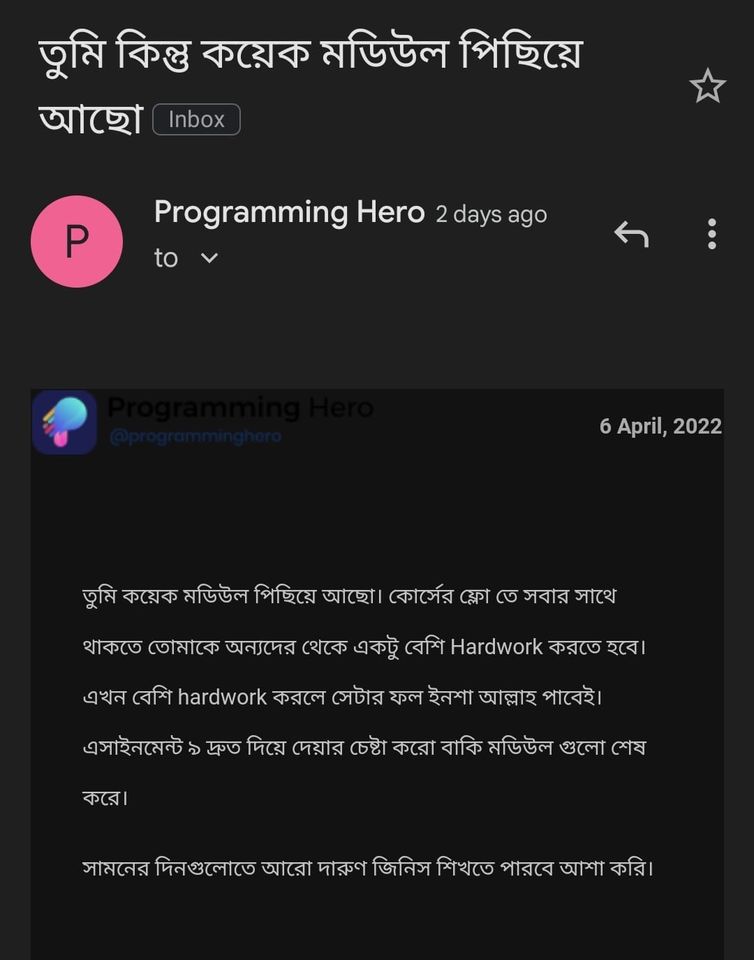 তুমি কিন্তু কয়েক মডিউল পিছিয়ে
আছো Inbox
P
Programming Hero 2 days ago
to
Programming Hero
@programminghero
6 April, 2022
তুমি কয়েক মডিউল পিছিয়ে আছো। কোর্সের ফ্লো তে সবার সাথে
থাকতে তোমাকে অন্যদের থেকে একটু বেশি Hardwork করতে হবে।
এখন বেশি hardwork করলে সেটার ফল ইনশা আল্লাহ পাবেই।
এসাইনমেন্ট ৯ দ্রুত দিয়ে দেয়ার চেষ্টা করো বাকি মডিউল গুলো শেষ
করে।
সামনের দিনগুলোতে আরো দারুণ জিনিস শিখতে পারবে আশা করি।